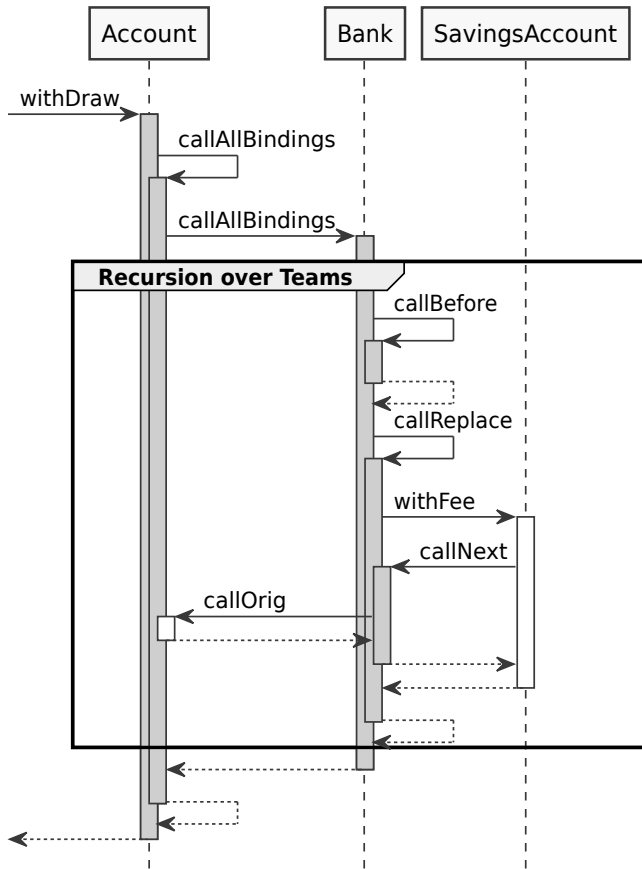 Account
Bank
SavingsAccount
withDraw
callAllBindings
callAllBindings
Recursion over Teams
callBefore
callReplace
withFee
callNext
callOrig